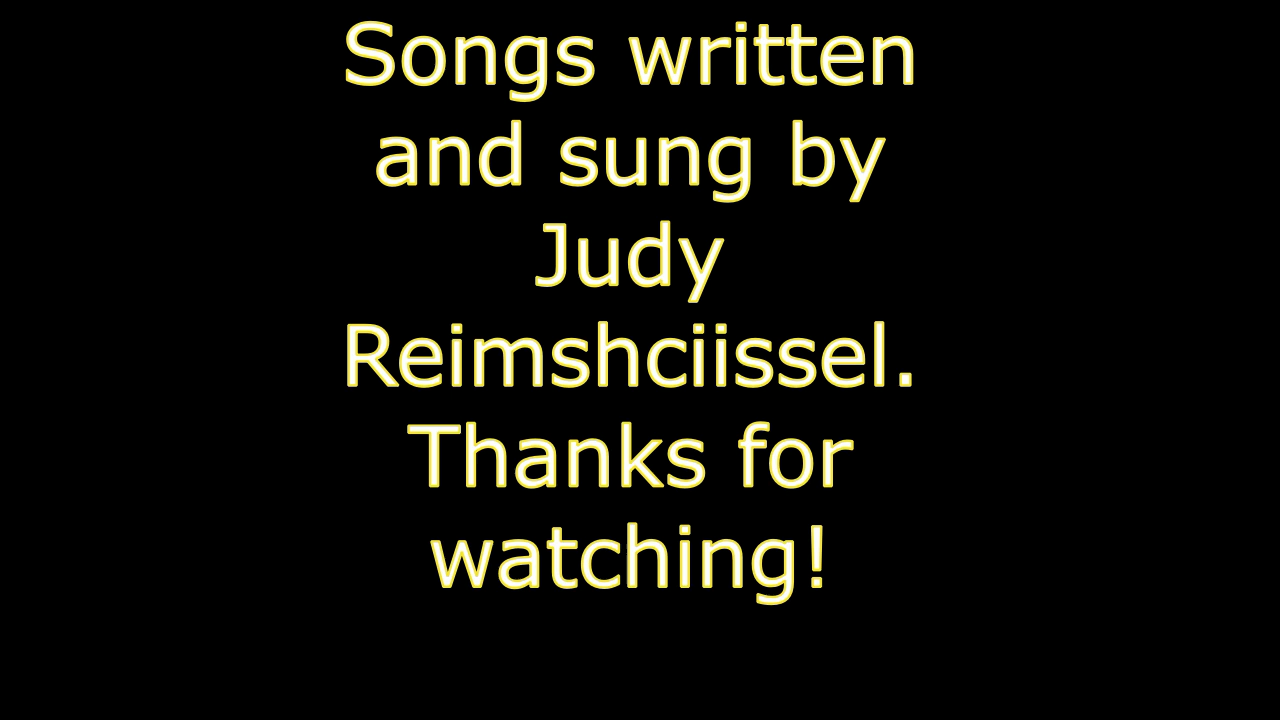 Songs written
and sung by
Judy
Reimshciissel.
Thanks for
watching!